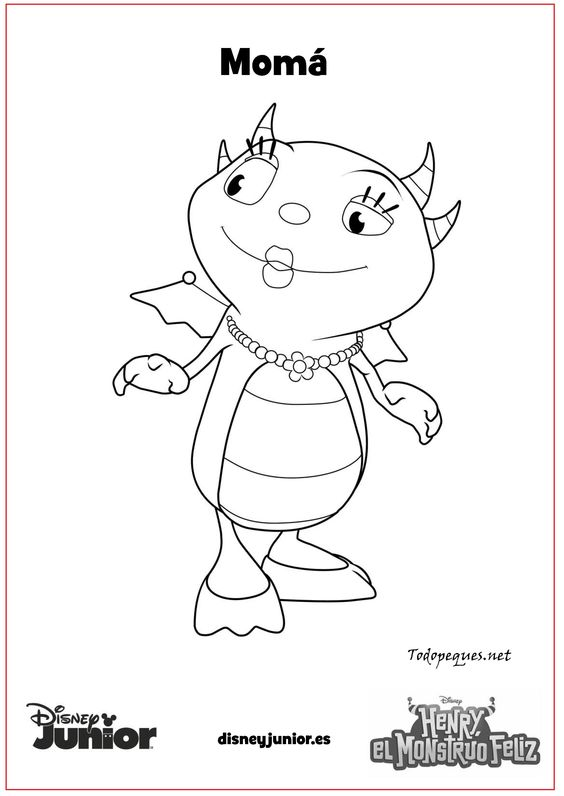 Momá
Todopeques.net
Disney
Junior
disneyjunior.es
Disney
Henry,
el Monstruo Feliz